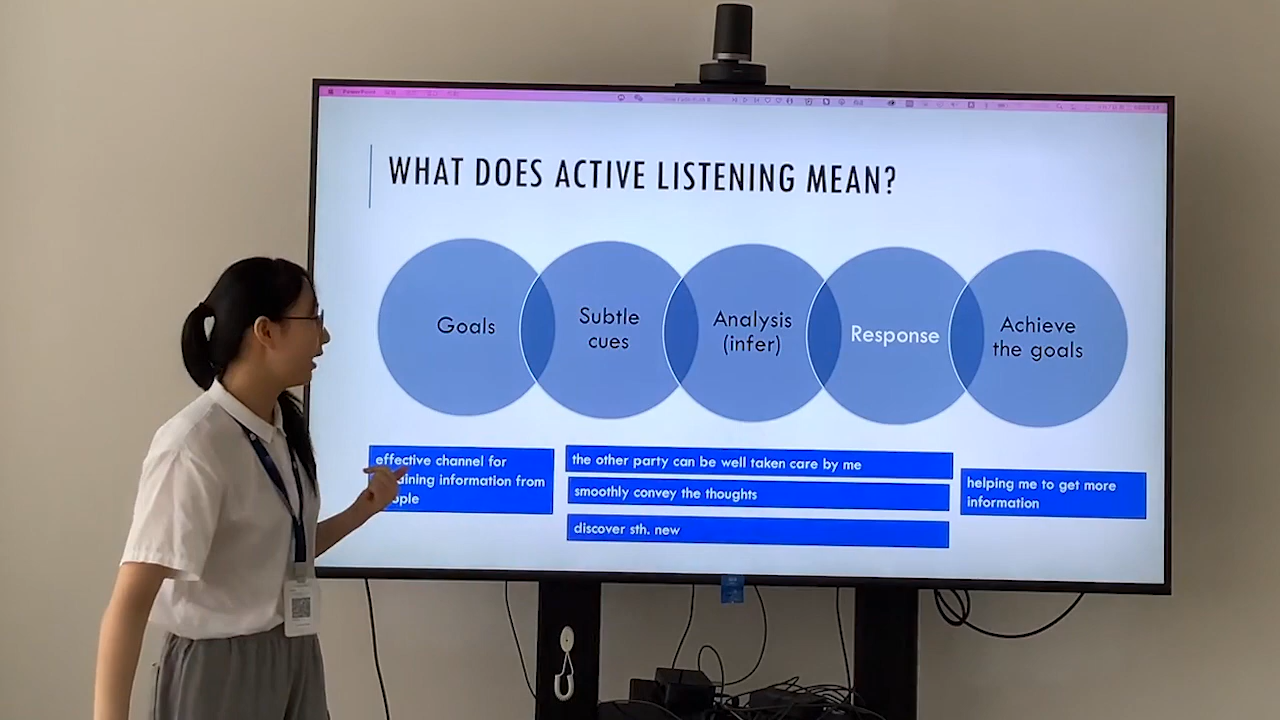 PowerPoint
WHAT DOES ACTIVE LISTENING MEAN?
Goals
Subtle
cues
Analysis
(infer)
Response
Achieve
the goals
effective channel for
information from
the other party can be well taken care by me
smoothly convey the thoughts
discover sth. new
helping me to get more
information